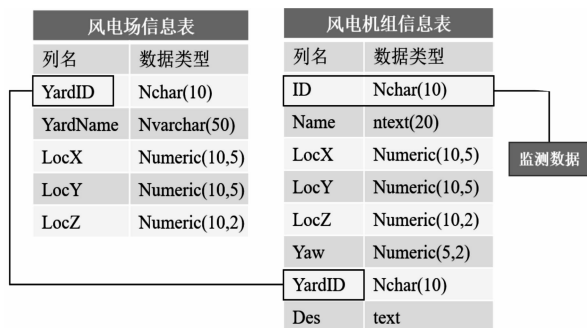 风电场信息表
列名 数据类型
YardID Nchar(10)
YardName Nvarchar(50)
LocX Numeric(10,5)
LocY Numeric(10,5)
LocZ Numeric(10,2)
风电机组信息表
列名 数据类型
ID Nchar(10)
Name ntext(20)
LocX Numeric(10,5)
LocY Numeric(10,5)
LocZ Numeric(10,2)
Yaw Numeric(5,2)
YardID Nchar(10)
Des text
监测数据